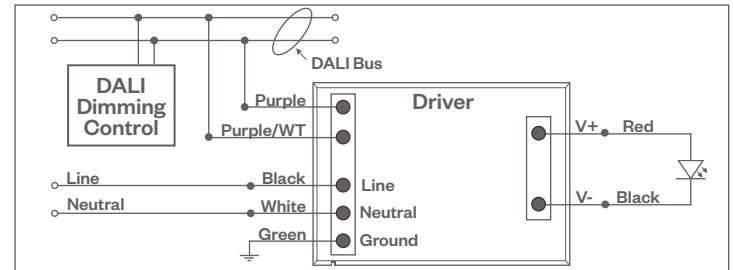 DALI Bus
DALI
Dimming
Control
Driver
Purple
Purple/WT
V+ Red
Line Black Line
Neutral White Neutral
V- Black
Green Ground